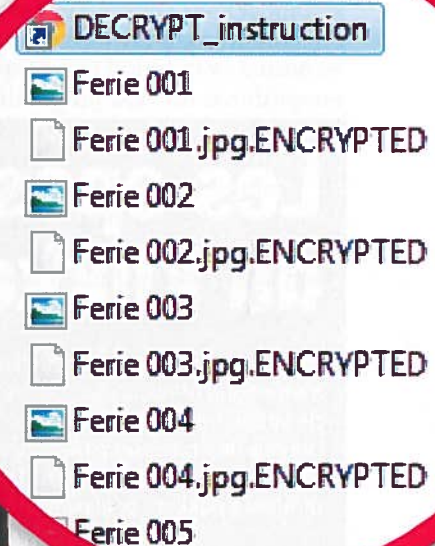 DECRYPT_instruction
Ferie 001
Ferie 001.jpg.ENCRYPTED
Ferie 002
Ferie 002.jpg.ENCRYPTED
Ferie 003
Ferie 003.jpg.ENCRYPTED
Ferie 004
Ferie 004.jpg.ENCRYPTED
Ferie 005